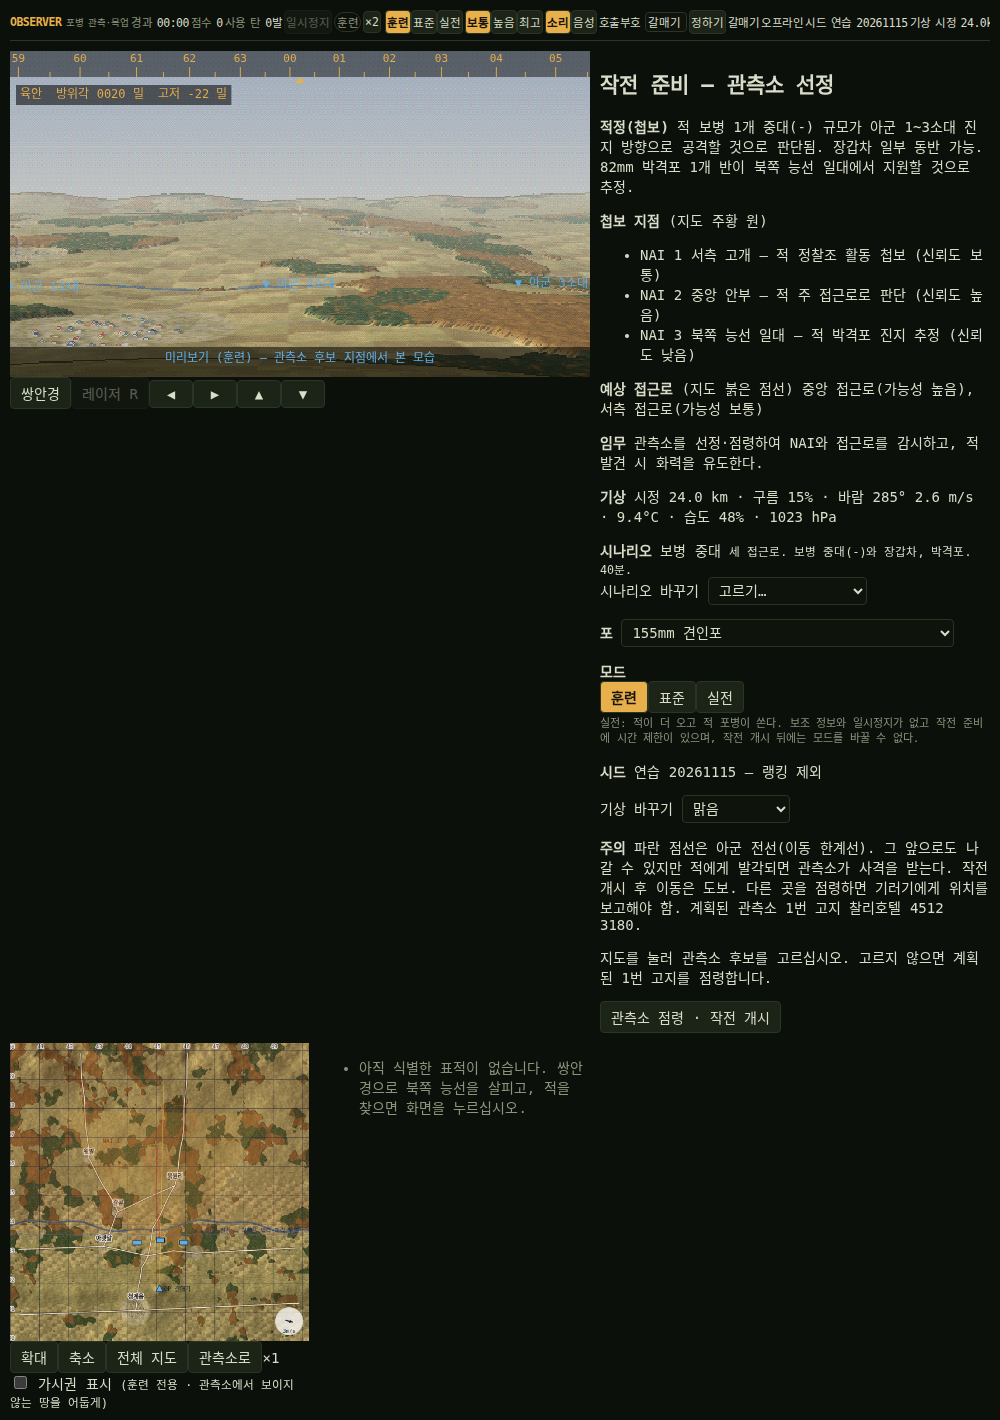 OBSERVER 포병 관측·목업 경과 00:00 점수 0 사용 탄 0발 일시정지 훈련 ×2 훈련 표준 실전 보통 높음 최고 소리 음성 호출부호 갈매기 정하기 갈매기 오프라인 시드 연습 20261115 기상 시정 24.0k
59 60 61 62 63 00 01 02 03 04 05
육안 방위각 0020 밀 고저 -22 밀
▼ 아군 3소대
미리보기 (훈련) — 관측소 후보 지점에서 본 모습
쌍안경 레이저 R ◀ ▶ ▲ ▼
작전 준비 — 관측소 선정
적정(첩보) 적 보병 1개 중대(-) 규모가 아군 1~3소대 진
지 방향으로 공격할 것으로 판단됨. 장갑차 일부 동반 가능.
82mm 박격포 1개 반이 북쪽 능선 일대에서 지원할 것으로
추정.
첩보 지점 (지도 주황 원)
• NAI 1 서측 고개 — 적 정찰조 활동 첩보 (신뢰도 보
통)
• NAI 2 중앙 안부 — 적 주 접근로로 판단 (신뢰도 높
음)
• NAI 3 북쪽 능선 일대 — 적 박격포 진지 추정 (신뢰
도 낮음)
예상 접근로 (지도 붉은 점선) 중앙 접근로(가능성 높음),
서측 접근로(가능성 보통)
임무 관측소를 선정·점령하여 NAI와 접근로를 감시하고, 적
발견 시 화력을 유도한다.
기상 시정 24.0 km · 구름 15% · 바람 285° 2.6 m/s
· 9.4°C · 습도 48% · 1023 hPa
시나리오 보병 중대 세 접근로. 보병 중대(-)와 장갑차, 박격포.
40분.
시나리오 바꾸기 고르기…
포 155mm 견인포
모드
훈련 표준 실전
실전: 적이 더 오고 적 포병이 쏜다. 보조 정보와 일시정지가 없고 작전 준비
에 시간 제한이 있으며, 작전 개시 뒤에는 모드를 바꿀 수 없다.
시드 연습 20261115 — 랭킹 제외
기상 바꾸기 맑음
주의 파란 점선은 아군 전선(이동 한계선). 그 앞으로도 나
갈 수 있지만 적에게 발각되면 관측소가 사격을 받는다. 작전
개시 후 이동은 도보. 다른 곳을 점령하면 기러기에게 위치를
보고해야 함. 계획된 관측소 1번 고지 찰리호텔 4512
3180.
지도를 눌러 관측소 후보를 고르십시오. 고르지 않으면 계획
된 1번 고지를 점령합니다.
관측소 점령 · 작전 개시
• 아직 식별한 표적이 없습니다. 쌍안
경으로 북쪽 능선을 살피고, 적을
찾으면 화면을 누르십시오.
확대 축소 전체 지도 관측소로 ×1
가시권 표시 (훈련 전용 · 관측소에서 보이지
않는 땅을 어둡게)